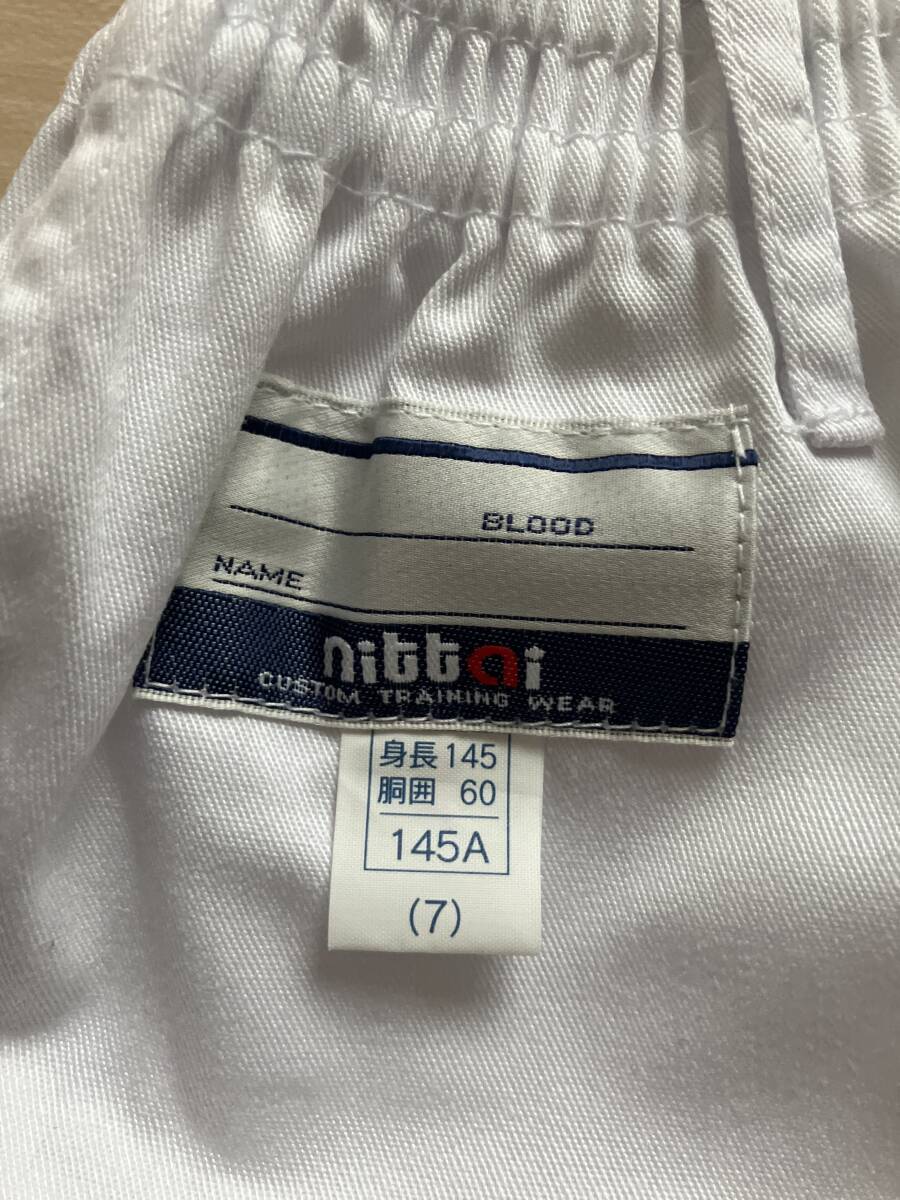 BLOOD
NAME
nittai
CUSTOM TRAINING WEAR
身長 145
胴囲 60
145A
(7)